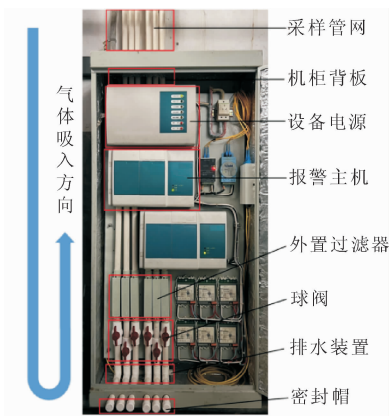 采样管网
机柜背板
设备电源
报警主机
外置过滤器
球阀
排水装置
密封帽
气体吸入方向